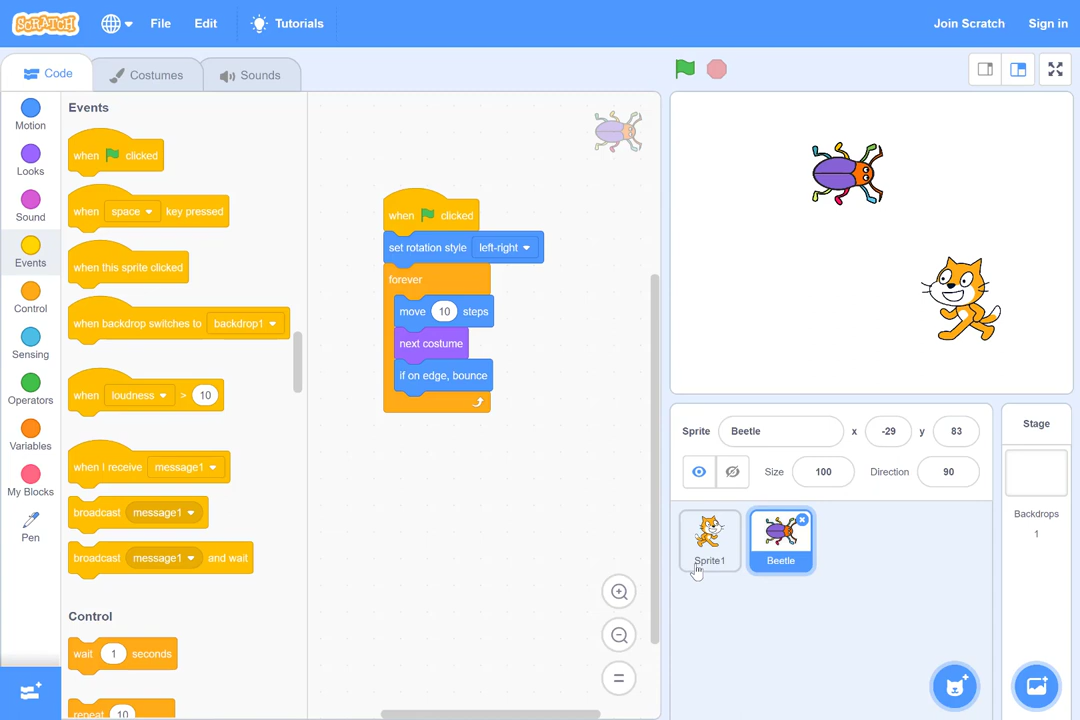 SCRATCH File Edit Tutorials Join Scratch Sign in
Code Costumes Sounds
Motion
Looks
Sound
Events
Control
Sensing
Operators
Variables
My Blocks
Pen
Events
when clicked
when space key pressed
when this sprite clicked
when backdrop switches to backdrop1
when loudness > 10
when I receive message1
broadcast message1
broadcast message1 and wait
Control
wait 1 seconds
repeat 10
when clicked
set rotation style left-right
forever
move 10 steps
next costume
if on edge, bounce
Sprite Beetle x -29 y 83
Size 100 Direction 90
Sprite1 Beetle
Stage
Backdrops
1